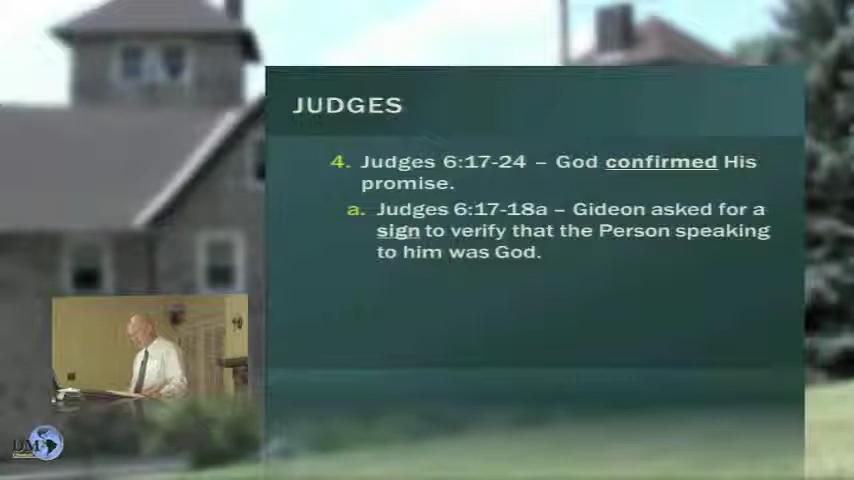 JUDGES
4. Judges 6:17-24 – God confirmed His
promise.
a. Judges 6:17-18a – Gideon asked for a
sign to verify that the Person speaking
to him was God.
DM